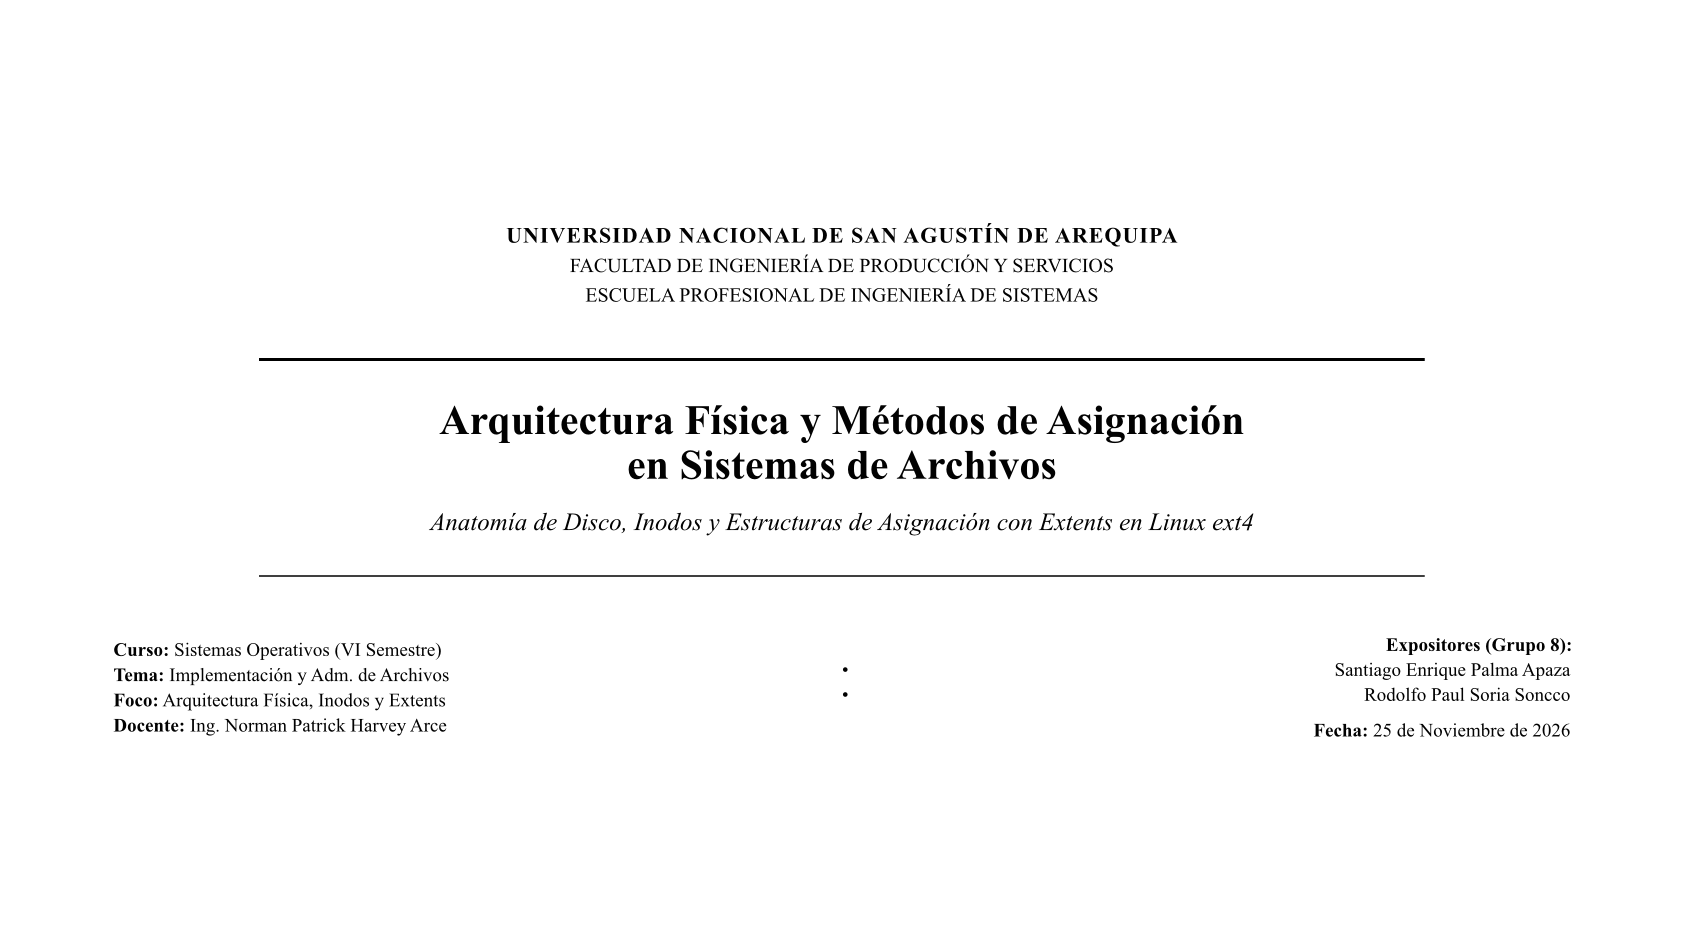 UNIVERSIDAD NACIONAL DE SAN AGUSTÍN DE AREQUIPA
FACULTAD DE INGENIERÍA DE PRODUCCIÓN Y SERVICIOS
ESCUELA PROFESIONAL DE INGENIERÍA DE SISTEMAS
Arquitectura Física y Métodos de Asignación
en Sistemas de Archivos
Anatomía de Disco, Inodos y Estructuras de Asignación con Extents en Linux ext4
Curso: Sistemas Operativos (VI Semestre)
Tema: Implementación y Adm. de Archivos
Foco: Arquitectura Física, Inodos y Extents
Docente: Ing. Norman Patrick Harvey Arce
•
•
Expositores (Grupo 8):
Santiago Enrique Palma Apaza
Rodolfo Paul Soria Soncco
Fecha: 25 de Noviembre de 2026